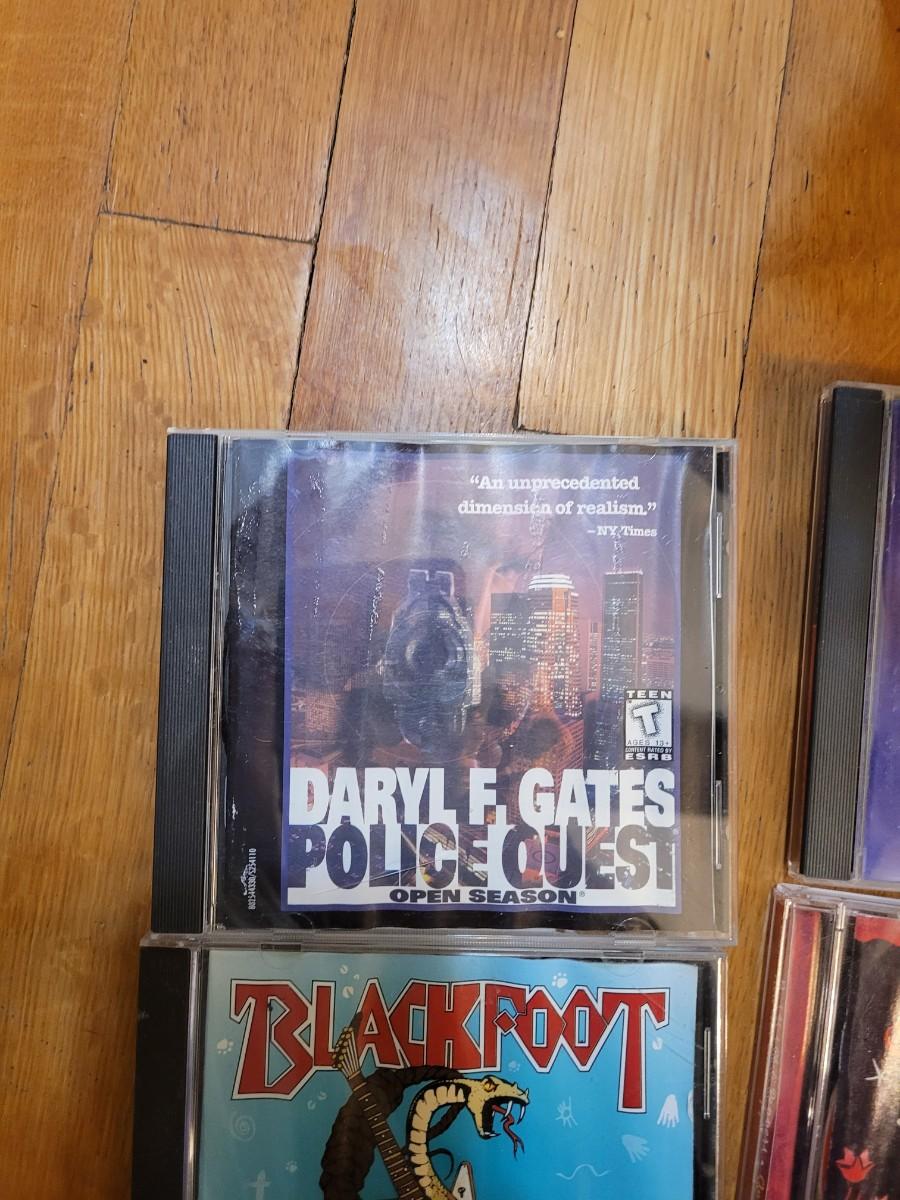 “An unprecedented
dimension of realism.”
– NY Times
TEEN
T
AGES 13+
CONTENT RATED BY
ESRB
DARYL F. GATES
POLICE QUEST
OPEN SEASON®
BLACKFOOT